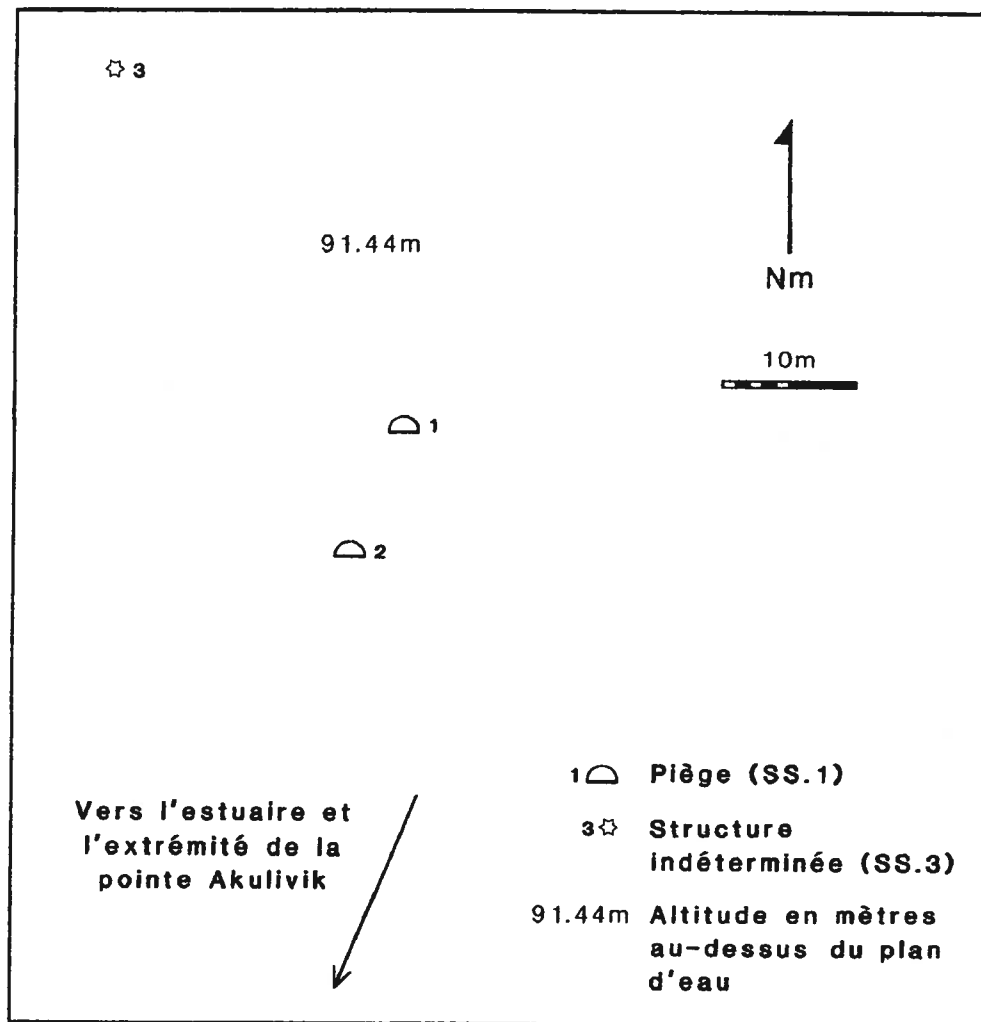 3
91.44m
Nm
10m
1
2
1 Piège (SS.1)
3 Structure
indéterminée (SS.3)
91.44m Altitude en mètres
au-dessus du plan
d'eau
Vers l'estuaire et
l'extrémité de la
pointe Akulivik